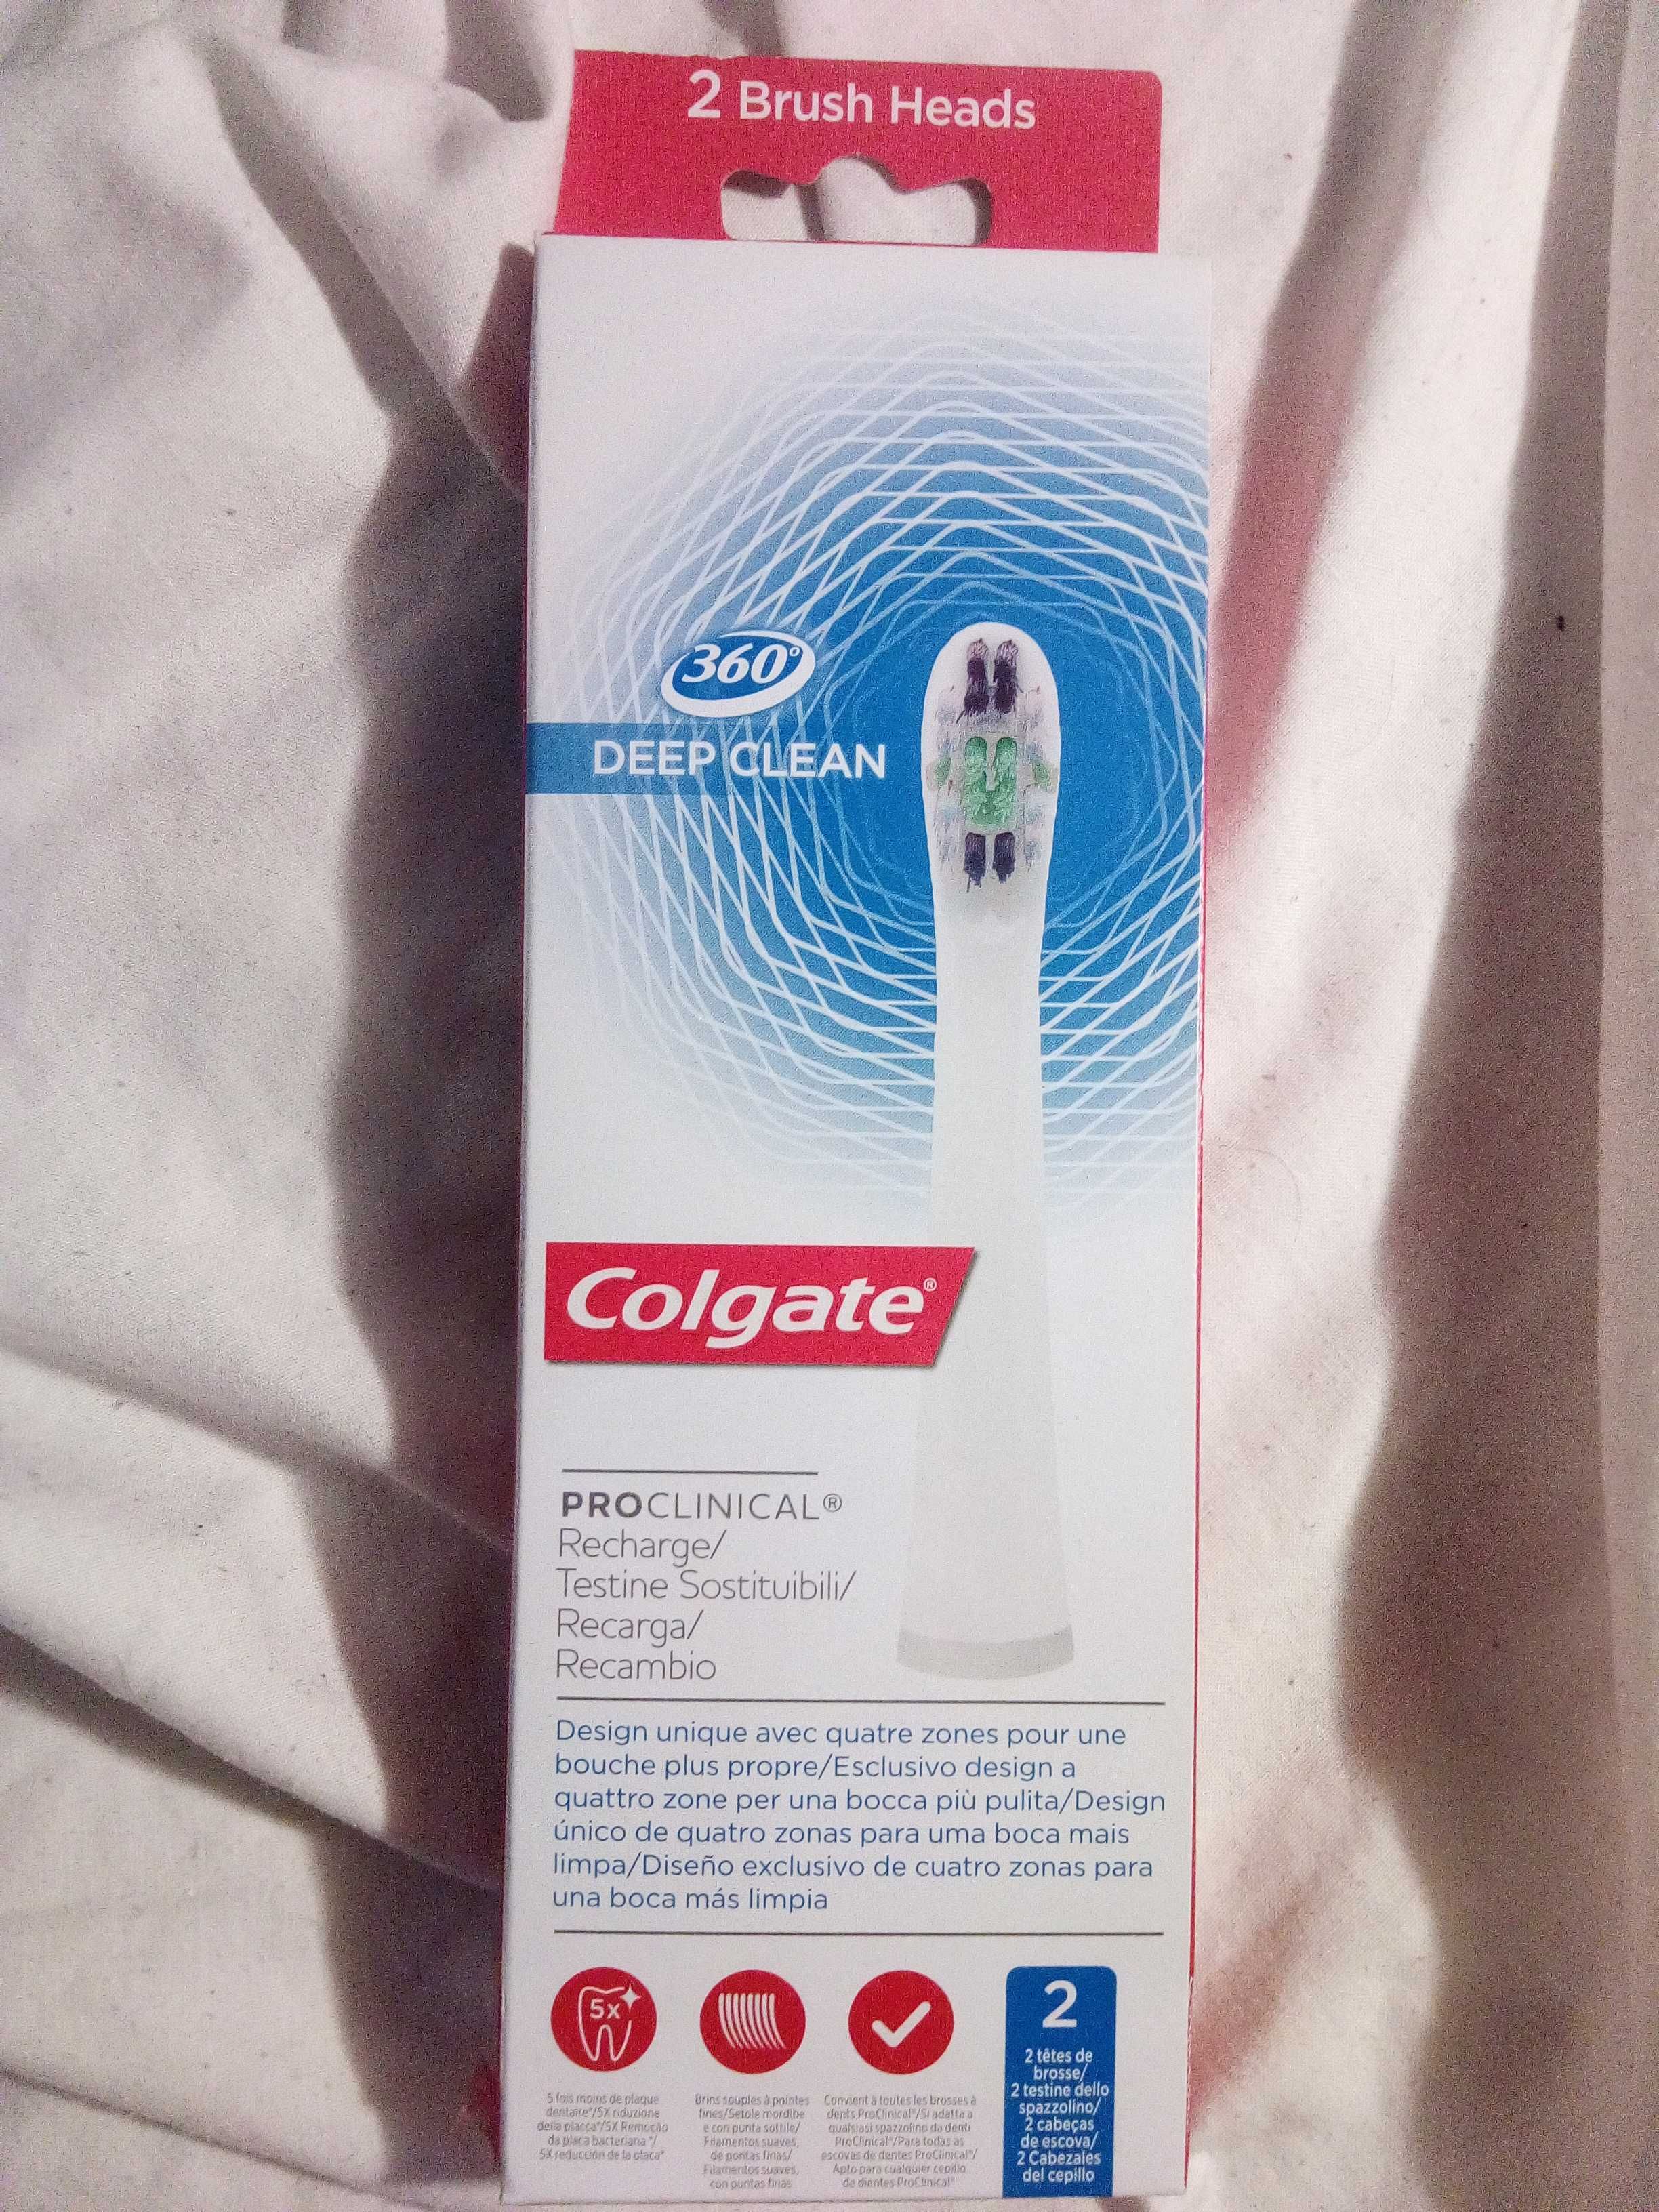 2 Brush Heads
360°
DEEP CLEAN
Colgate®
PROCLINICAL®
Recharge/
Testine Sostituibili/
Recarga/
Recambio
Design unique avec quatre zones pour une
bouche plus propre/Esclusivo design a
quattro zone per una bocca più pulita/Design
único de quatro zonas para uma boca mais
limpa/Diseño exclusivo de cuatro zonas para
una boca más limpia
5x
5 fois moins de plaque
dentaire*/5X riduzione
della placca*/5X Remoção
da placa bacteriana */
5X reducción de la placa*
Brins souples à pointes
fines/Setole morbide
e con punta sottile/
Filamentos suaves,
de pontas finas/
Filamentos suaves,
con puntas finas
Convient à toutes les brosses à
dents ProClinical®/Si adatta a
qualsiasi spazzolino da denti
ProClinical®/Para todas as
escovas de dentes ProClinical®/
Apto para cualquier cepillo
de dientes ProClinical®
2
2 têtes de
brosse/
2 testine dello
spazzolino/
2 cabeças
de escova/
2 Cabezales
del cepillo